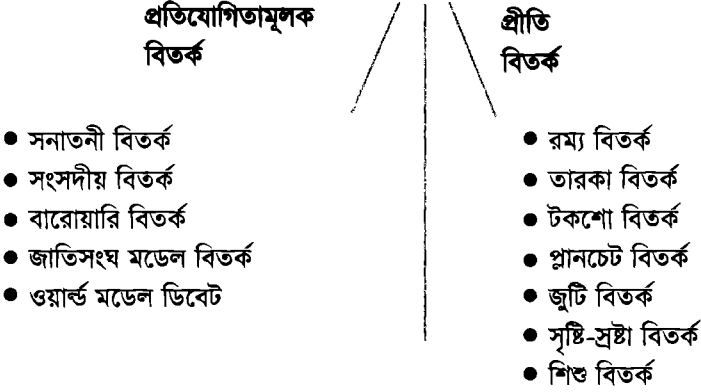 প্রতিযোগিতামূলক
বিতর্ক
প্রীতি
বিতর্ক
● সনাতনী বিতর্ক
● সংসদীয় বিতর্ক
● বারোয়ারি বিতর্ক
● জাতিসংঘ মডেল বিতর্ক
● ওয়ার্ল্ড মডেল ডিবেট
● রম্য বিতর্ক
● তারকা বিতর্ক
● টকশো বিতর্ক
● প্লানচেট বিতর্ক
● জুটি বিতর্ক
● সৃষ্টি-স্রষ্টা বিতর্ক
● শিশু বিতর্ক